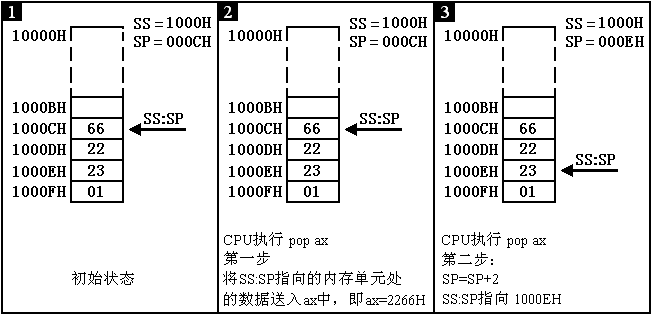 1
SS=1000H
10000H
SP=000CH
1000BH
1000CH 66 SS:SP
1000DH 22
1000EH 23
1000FH 01
初始状态
2
SS=1000H
10000H
SP=000CH
1000BH
1000CH 66 SS:SP
1000DH 22
1000EH 23
1000FH 01
CPU执行 pop ax
第一步
将SS:SP指向的内存单元处
的数据送入ax中，即ax=2266H
3
SS=1000H
10000H
SP=000EH
1000BH
1000CH 66
1000DH 22
1000EH 23 SS:SP
1000FH 01
CPU执行 pop ax
第二步：
SP=SP+2
SS:SP指向 1000EH